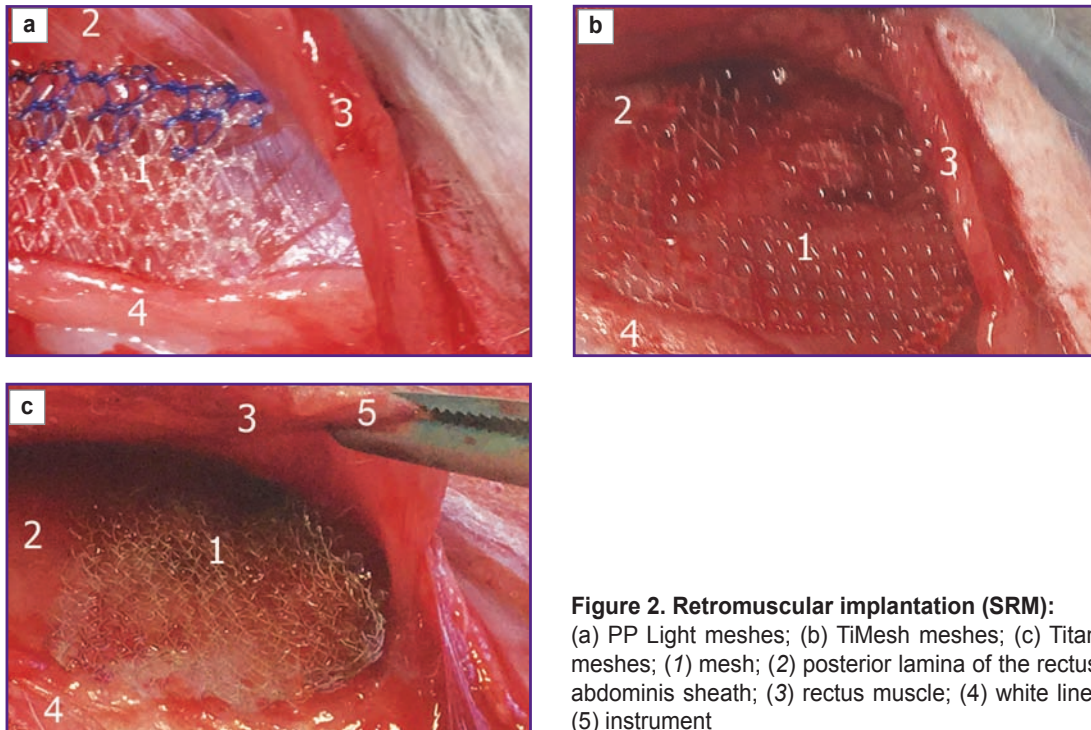 a
2
3
1
4
b
2
3
1
4
c
3
5
2
1
4
Figure 2. Retromuscular implantation (SRM):
(a) PP Light meshes; (b) TiMesh meshes; (c) Titan
meshes; (1) mesh; (2) posterior lamina of the rectus
abdominis sheath; (3) rectus muscle; (4) white line
(5) instrument